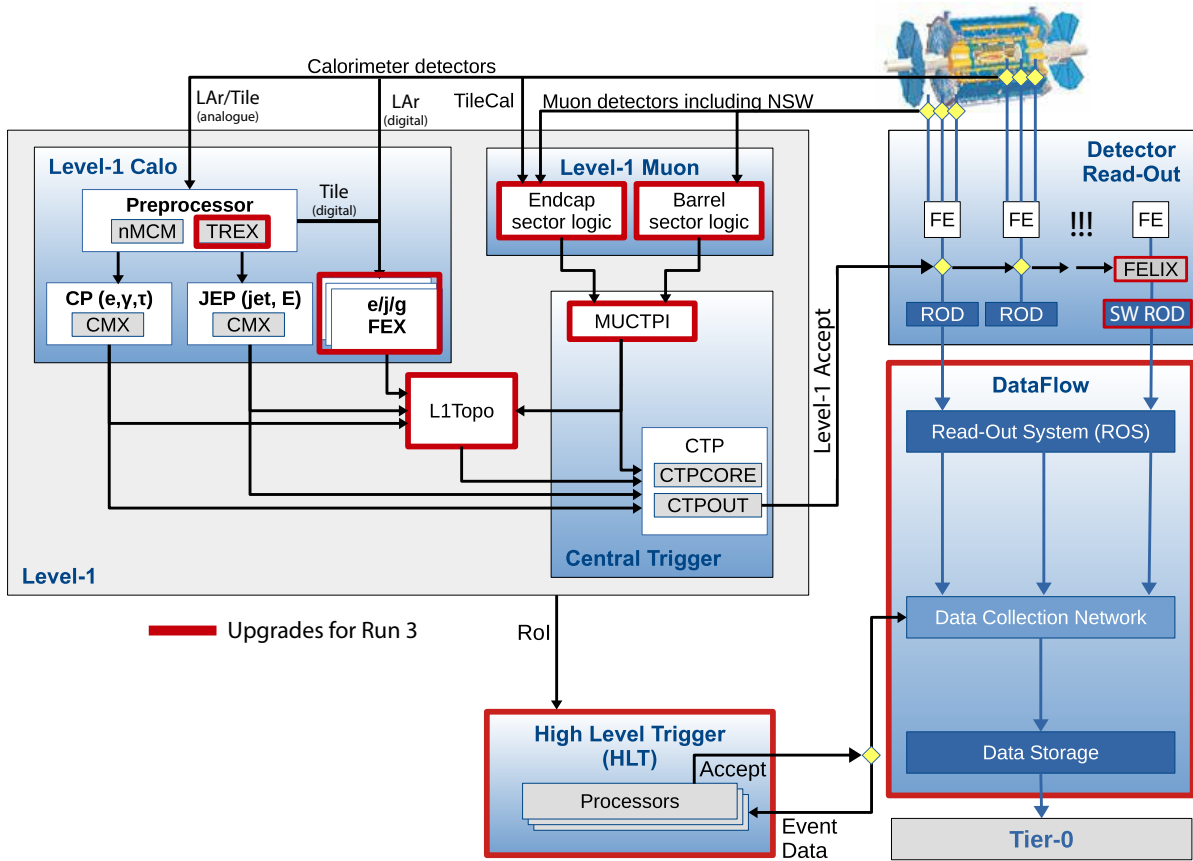 Calorimeter detectors
LAr/Tile
(analogue)
LAr
(digital)
TileCal
Muon detectors including NSW
Level-1 Calo
Preprocessor
nMCM
TREX
Tile
(digital)
CP (e,γ,τ)
CMX
JEP (jet, E)
CMX
e/j/g
FEX
Level-1 Muon
Endcap
sector logic
Barrel
sector logic
MUCTPI
L1Topo
CTP
CTPCORE
CTPOUT
Central Trigger
Level-1
Level-1 Accept
Detector
Read-Out
FE
FE
!!!
FE
FELIX
ROD
ROD
SW ROD
DataFlow
Read-Out System (ROS)
Data Collection Network
Data Storage
Tier-0
Upgrades for Run 3
RoI
High Level Trigger
(HLT)
Accept
Processors
Event
Data